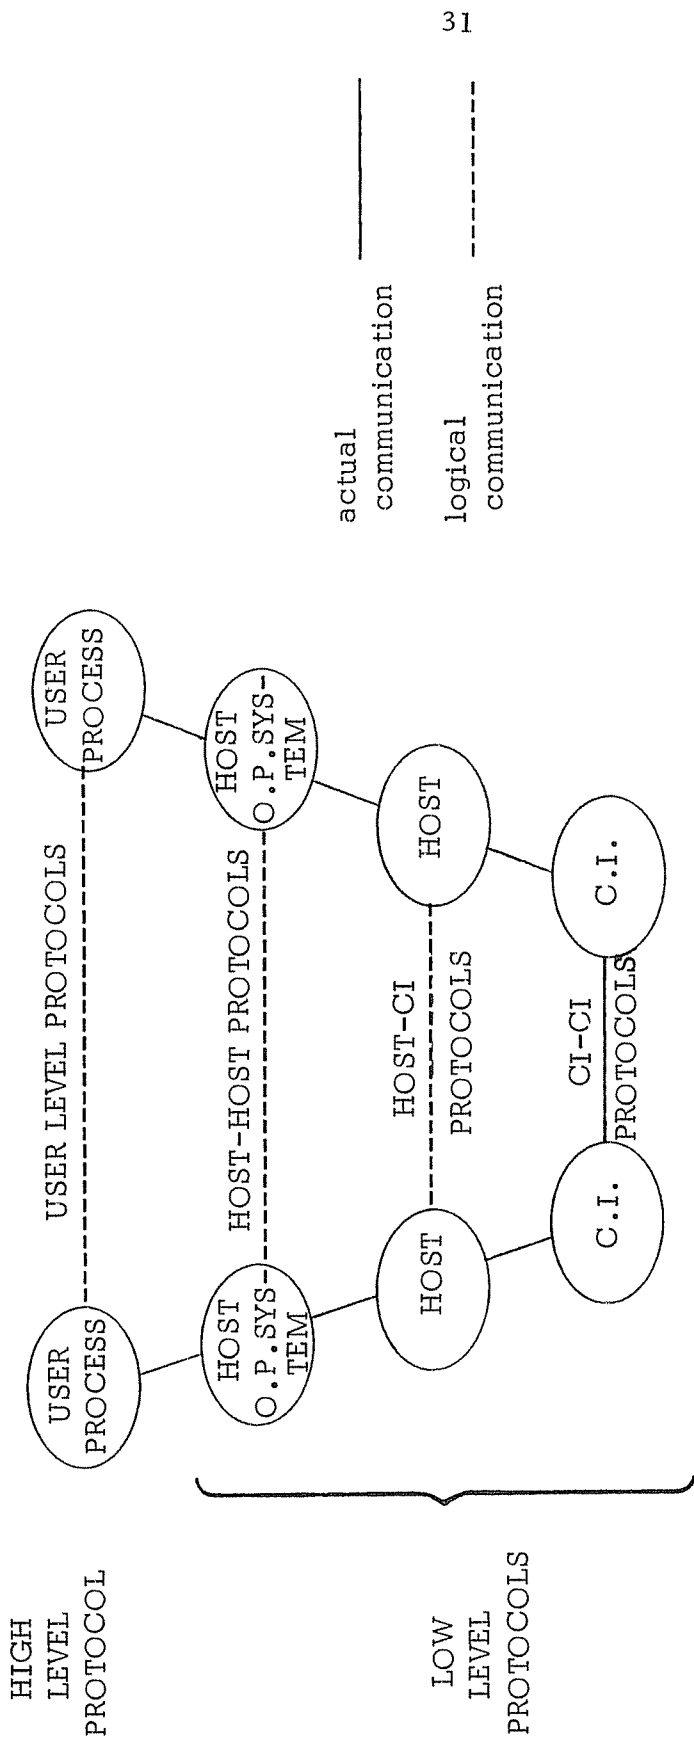 31
HIGH
LEVEL
PROTOCOL
USER
PROCESS
USER LEVEL PROTOCOLS
USER
PROCESS
LOW
LEVEL
PROTOCOLS
HOST
O.P.SYS
TEM
HOST-HOST PROTOCOLS
HOST
O.P.SYS-
TEM
HOST
HOST-CI
PROTOCOLS
HOST
C.I.
CI-CI
PROTOCOLS
C.I.
actual
communication
logical
communication